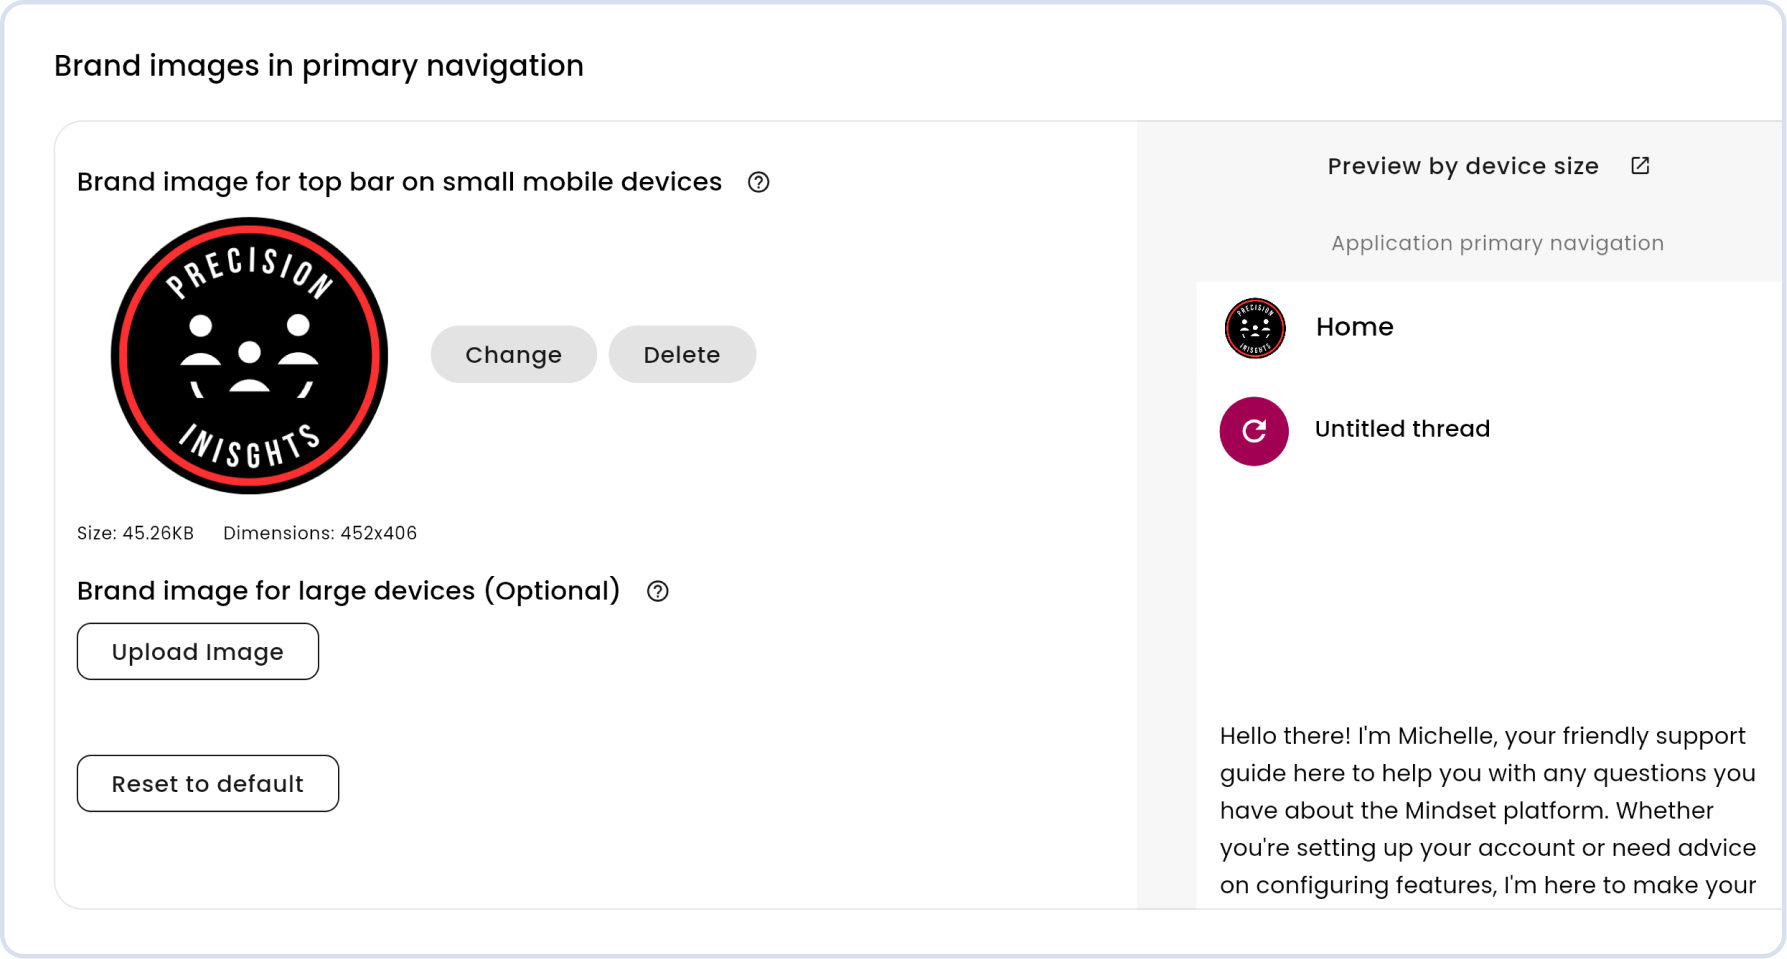 Brand images in primary navigation
Brand image for top bar on small mobile devices
PRECISION
INISGHTS
Change
Delete
Size: 45.26KB Dimensions: 452x406
Brand image for large devices (Optional)
Upload Image
Reset to default
Preview by device size
Application primary navigation
PRECISION
INISGHTS
Home
Untitled thread
Hello there! I'm Michelle, your friendly support
guide here to help you with any questions you
have about the Mindset platform. Whether
you're setting up your account or need advice
on configuring features, I'm here to make your